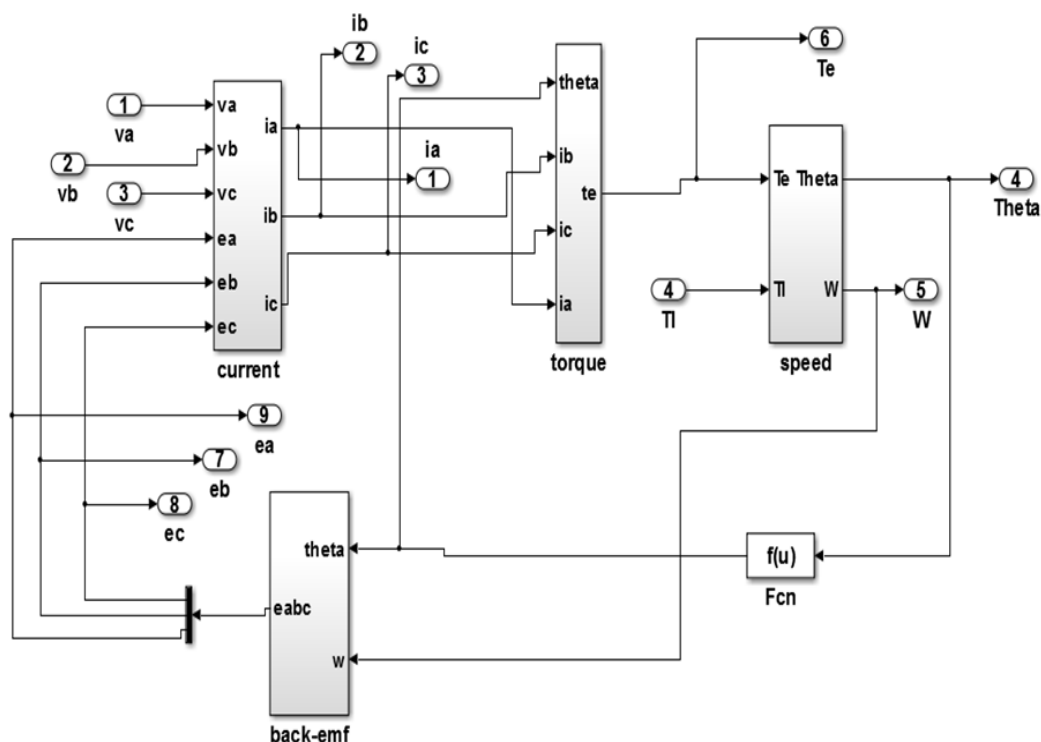 ib
2
ic
3
6
Te
1
va
2
vb
3
vc
va
vb
vc
ea
eb
ec
ia
ib
ic
current
ia
1
theta
ib
ic
ia
te
torque
Te
Tl
Theta
W
speed
4
Theta
4
Tl
5
W
9
ea
7
eb
8
ec
theta
eabc
w
back-emf
f(u)
Fcn